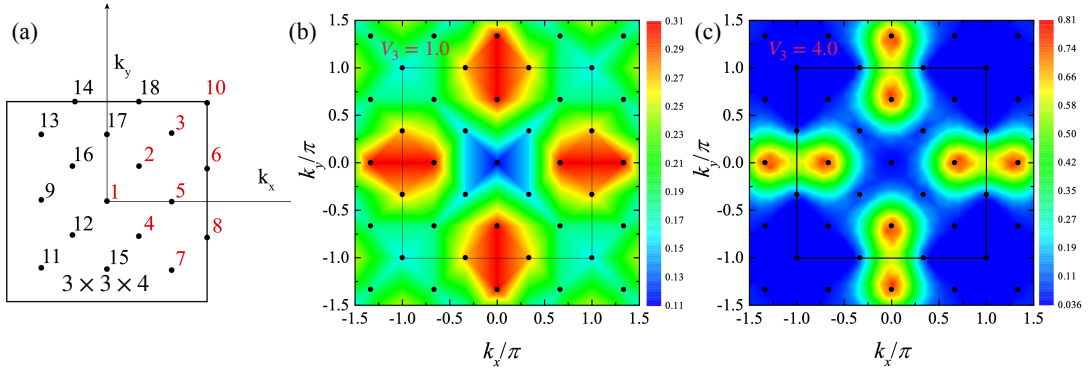 (a)
k_y
14 18 10
13 17 3
16 2 6
9 1 5 k_x
12 4 8
11 15 7
3 × 3 × 4
(b)
V_3 = 1.0
k_y/π
1.5
1.0
0.5
0.0
-0.5
-1.0
-1.5
-1.5 -1.0 -0.5 0.0 0.5 1.0 1.5
k_x/π
0.31
0.29
0.27
0.25
0.23
0.21
0.19
0.17
0.15
0.13
0.11
(c)
V_3 = 4.0
k_y/π
1.5
1.0
0.5
0.0
-0.5
-1.0
-1.5
-1.5 -1.0 -0.5 0.0 0.5 1.0 1.5
k_x/π
0.81
0.73
0.66
0.58
0.50
0.42
0.35
0.27
0.19
0.11
0.036